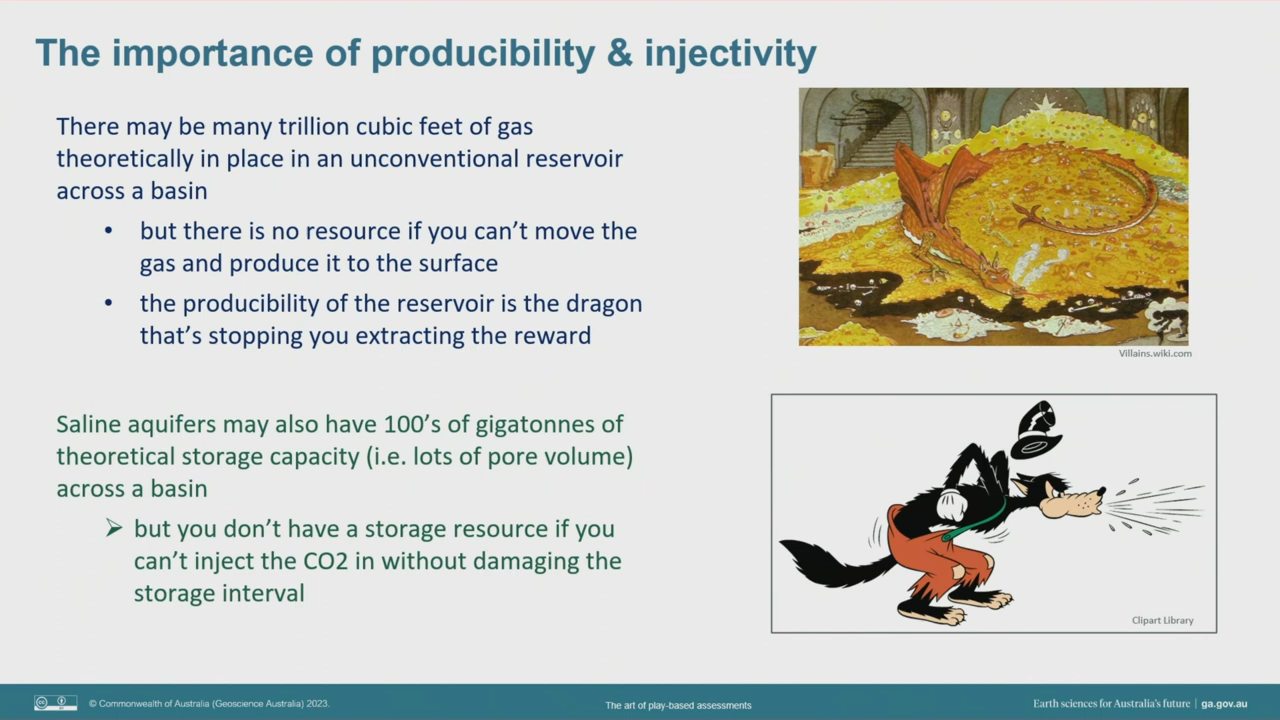 The importance of producibility & injectivity
There may be many trillion cubic feet of gas
theoretically in place in an unconventional reservoir
across a basin
• but there is no resource if you can’t move the
gas and produce it to the surface
• the producibility of the reservoir is the dragon
that’s stopping you extracting the reward
Villains.wiki.com
Saline aquifers may also have 100’s of gigatonnes of
theoretical storage capacity (i.e. lots of pore volume)
across a basin
➢ but you don’t have a storage resource if you
can’t inject the CO2 in without damaging the
storage interval
Clipart Library
© Commonwealth of Australia (Geoscience Australia) 2023.
The art of play-based assessments
Earth sciences for Australia’s future | ga.gov.au